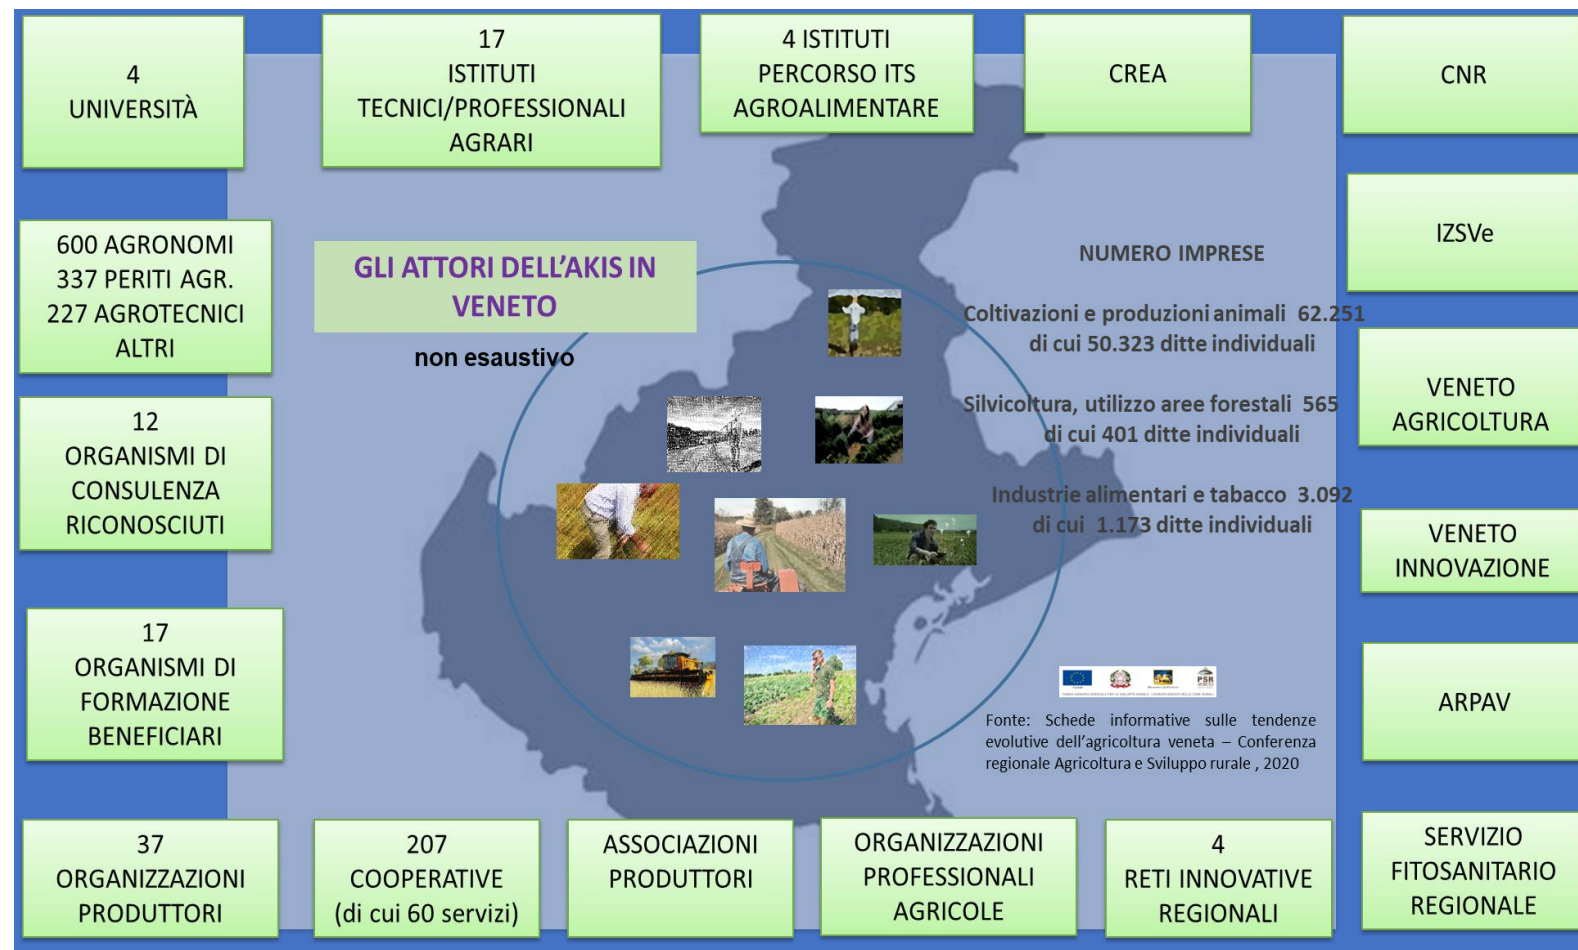 4
UNIVERSITÀ
17
ISTITUTI
TECNICI/PROFESSIONALI
AGRARI
4 ISTITUTI
PERCORSO ITS
AGROALIMENTARE
CREA
CNR
600 AGRONOMI
337 PERITI AGR.
227 AGROTECNICI
ALTRI
GLI ATTORI DELL'AKIS IN
VENETO
non esaustivo
NUMERO IMPRESE
Coltivazioni e produzioni animali 62.251
di cui 50.323 ditte individuali
Silvicoltura, utilizzo aree forestali 565
di cui 401 ditte individuali
Industrie alimentari e tabacco 3.092
di cui 1.173 ditte individuali
IZSVe
VENETO
AGRICOLTURA
12
ORGANISMI DI
CONSULENZA
RICONOSCIUTI
VENETO
INNOVAZIONE
17
ORGANISMI DI
FORMAZIONE
BENEFICIARI
PSR
Fonte: Schede informative sulle tendenze
evolutive dell'agricoltura veneta – Conferenza
regionale Agricoltura e Sviluppo rurale , 2020
ARPAV
37
ORGANIZZAZIONI
PRODUTTORI
207
COOPERATIVE
(di cui 60 servizi)
ASSOCIAZIONI
PRODUTTORI
ORGANIZZAZIONI
PROFESSIONALI
AGRICOLE
4
RETI INNOVATIVE
REGIONALI
SERVIZIO
FITOSANITARIO
REGIONALE